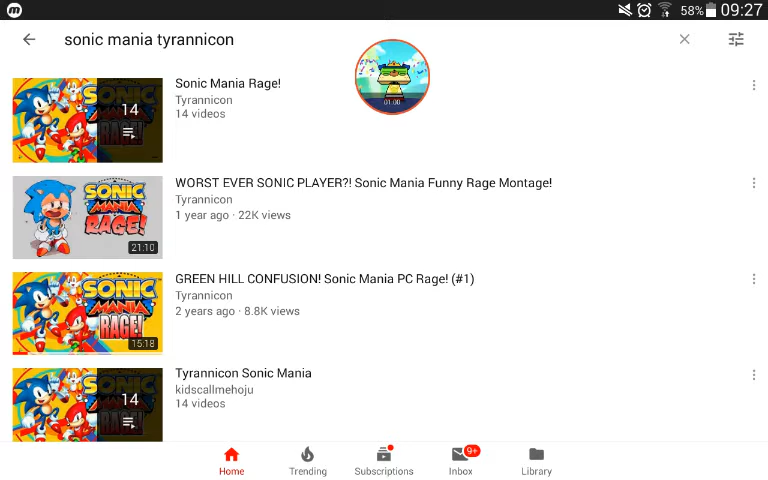 58% 09:27
sonic mania tyrannicon
01:00
Sonic Mania Rage!
Tyrannicon
14 videos
14
WORST EVER SONIC PLAYER?! Sonic Mania Funny Rage Montage!
Tyrannicon
1 year ago · 22K views
SONIC
MANIA
RAGE!
21:10
GREEN HILL CONFUSION! Sonic Mania PC Rage! (#1)
Tyrannicon
2 years ago · 8.8K views
SONIC
MANIA
RAGE!
15:18
Tyrannicon Sonic Mania
kidscallmehoju
14 videos
14
9+
Home Trending Subscriptions Inbox Library